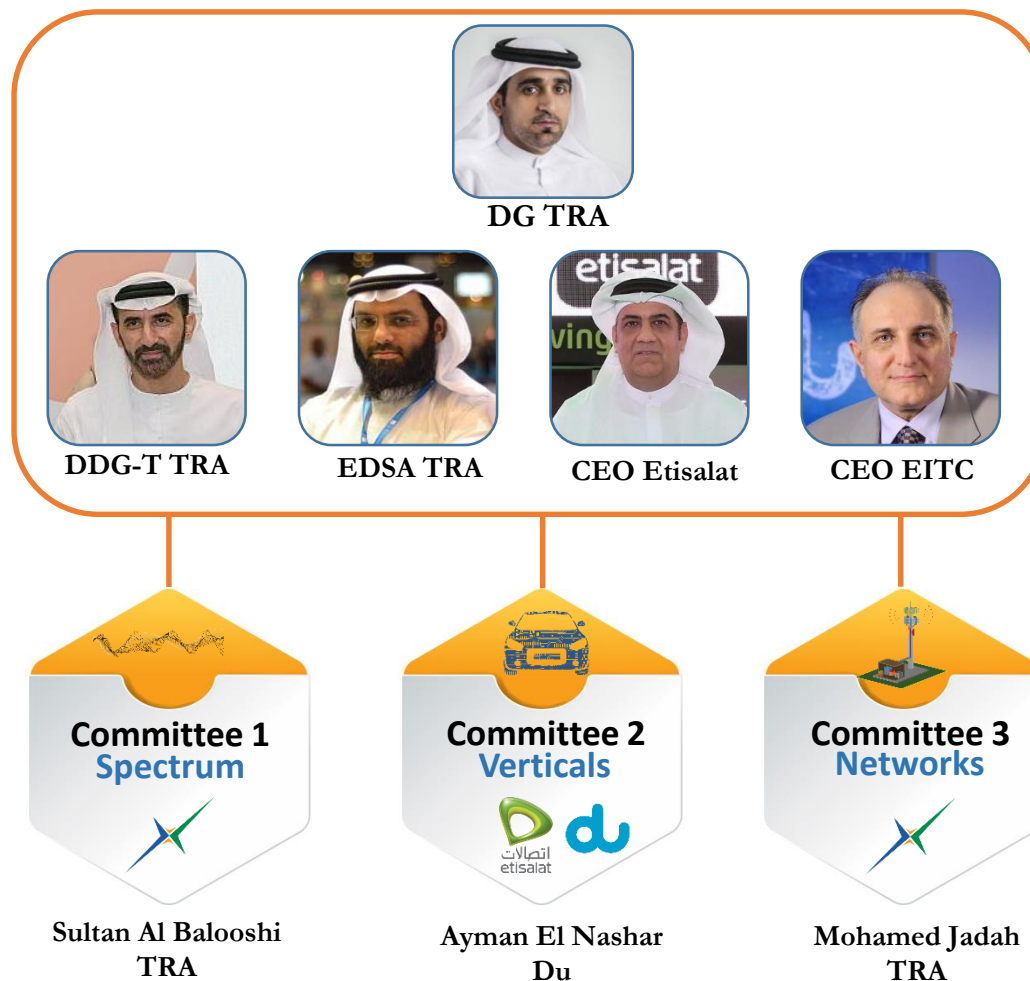 DG TRA
etisalat
ving
DDG-T TRA
EDSA TRA
CEO Etisalat
CEO EITC
Committee 1
Spectrum
Committee 2
Verticals
اتصالات
etisalat
du
Committee 3
Networks
Sultan Al Balooshi
TRA
Ayman El Nashar
Du
Mohamed Jadah
TRA